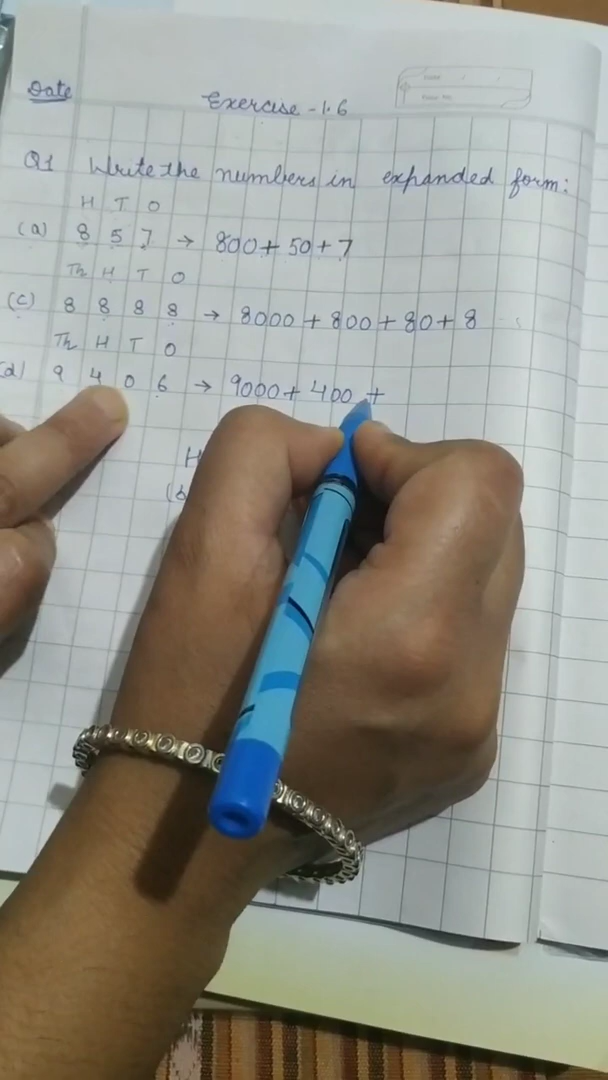 Date
Exercise - 1.6
Q1 Write the numbers in expanded form:
H T O
(a) 8 5 7 → 800 + 50 + 7
Th H T O
(c) 8 8 8 8 → 8000 + 800 + 80 + 8
Th H T O
(d) 9 4 0 6 → 9000 + 400 +
H
(b